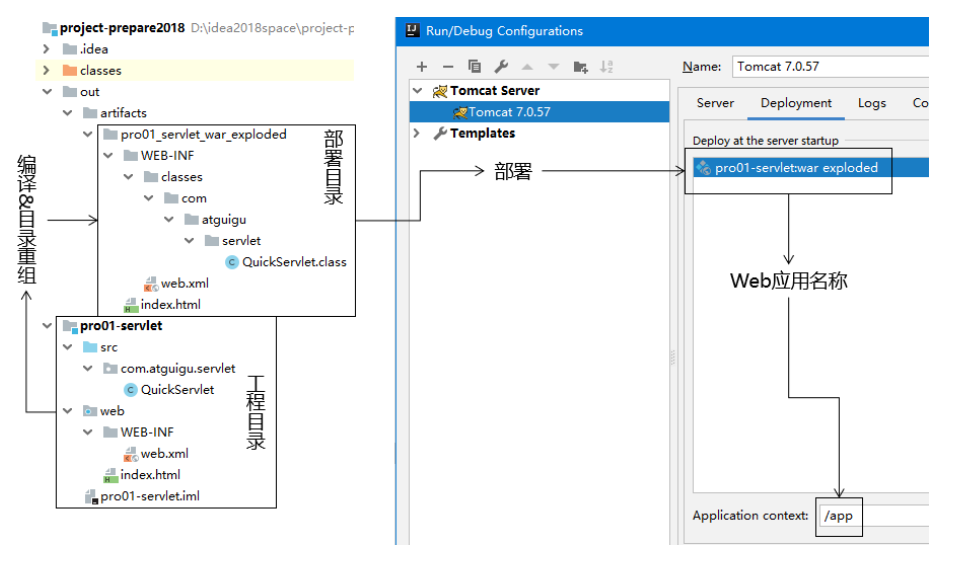 project-prepare2018 D:\idea2018space\project-p
.idea
classes
out
artifacts
pro01_servlet_war_exploded
WEB-INF
classes
com
atguigu
servlet
QuickServlet.class
web.xml
index.html
部署目录
编译&目录重组
pro01-servlet
src
com.atguigu.servlet
QuickServlet
web
WEB-INF
web.xml
index.html
pro01-servlet.iml
工程目录
Run/Debug Configurations
Tomcat Server
Tomcat 7.0.57
Templates
部署
Name: Tomcat 7.0.57
Server Deployment Logs Co
Deploy at the server startup
pro01-servlet:war exploded
Web应用名称
Application context: /app